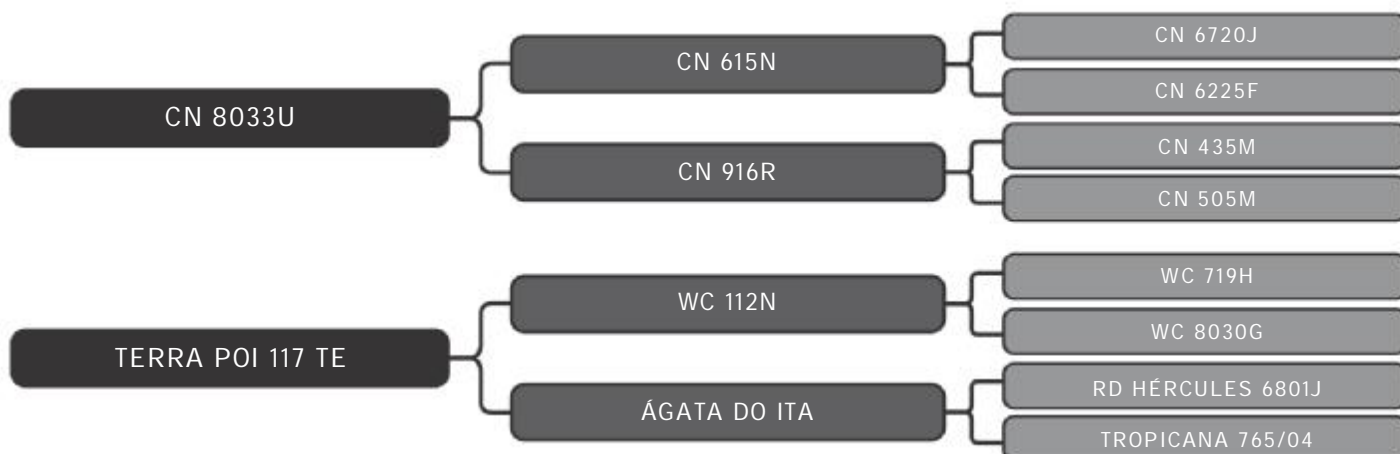 CN 8033U
CN 615N
CN 6720J
CN 6225F
CN 916R
CN 435M
CN 505M
TERRA POI 117 TE
WC 112N
WC 719H
WC 8030G
ÁGATA DO ITA
RD HÉRCULES 6801J
TROPICANA 765/04